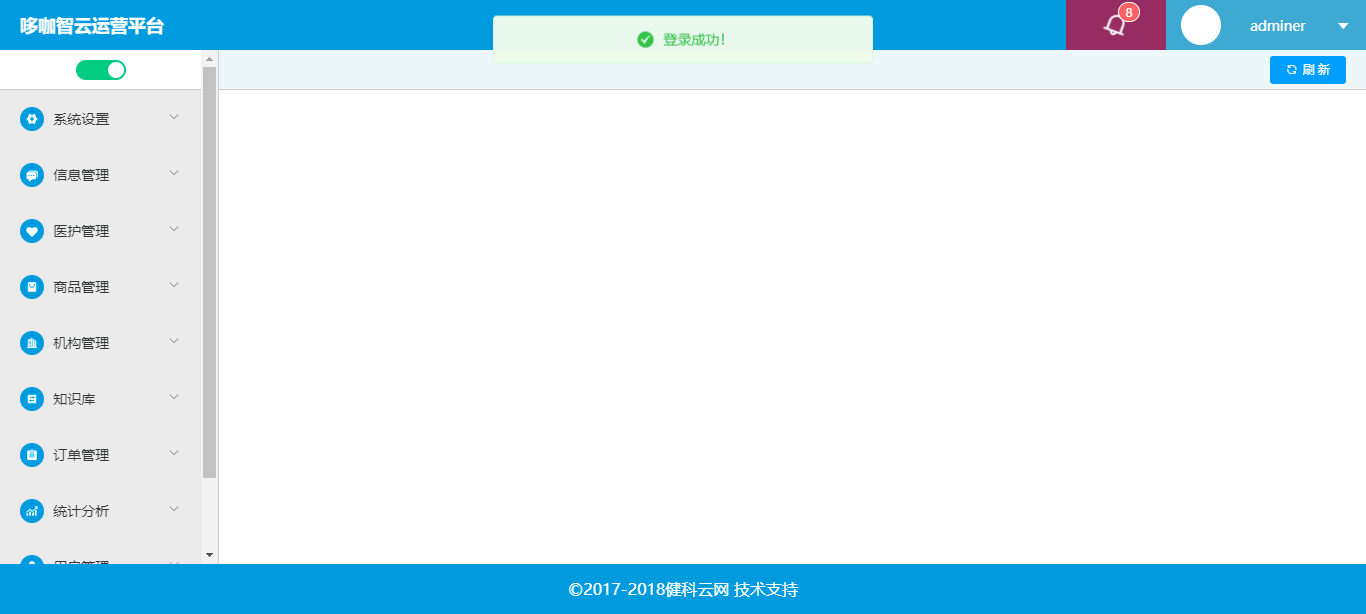 哆咖智云运营平台
登录成功!
8
adminer
刷 新
系统设置
信息管理
医护管理
商品管理
机构管理
知识库
订单管理
统计分析
©2017-2018健科云网 技术支持